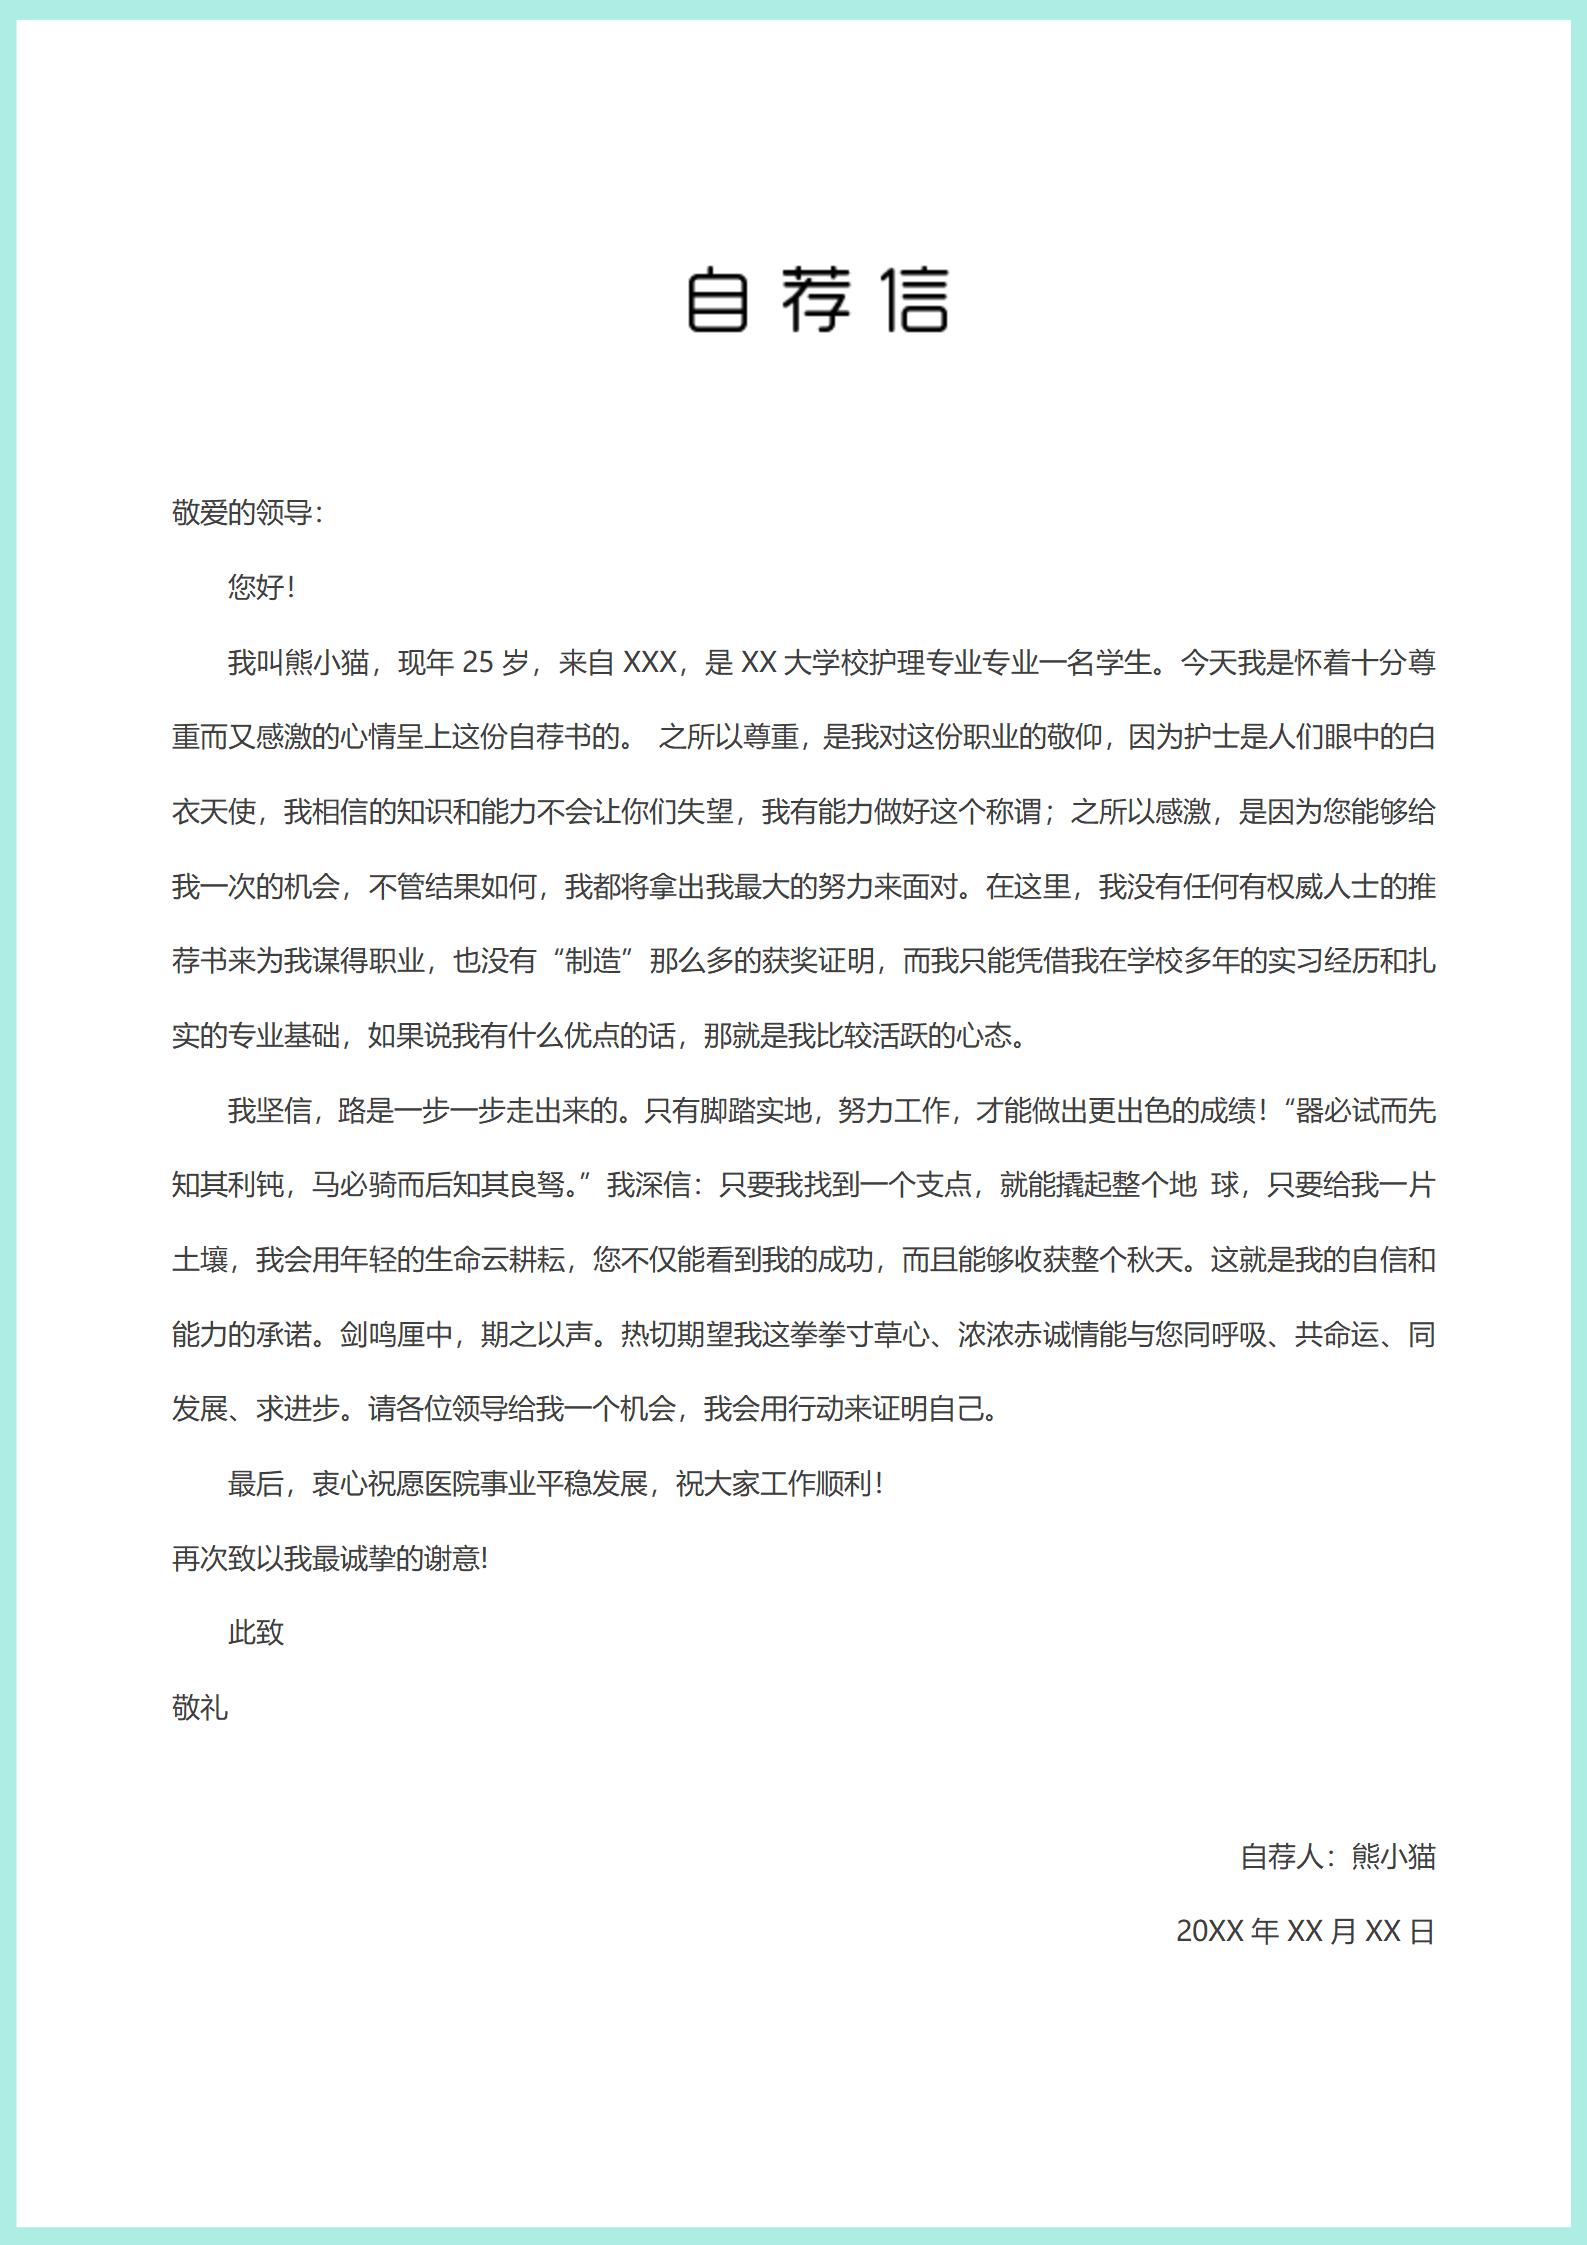 自荐信
敬爱的领导：
您好！
我叫熊小猫，现年 25 岁，来自 XXX，是 XX 大学校护理专业专业一名学生。今天我是怀着十分尊
重而又感激的心情呈上这份自荐书的。 之所以尊重，是我对这份职业的敬仰，因为护士是人们眼中的白
衣天使，我相信的知识和能力不会让你们失望，我有能力做好这个称谓；之所以感激，是因为您能够给
我一次的机会，不管结果如何，我都将拿出我最大的努力来面对。在这里，我没有任何有权威人士的推
荐书来为我谋得职业，也没有“制造”那么多的获奖证明，而我只能凭借我在学校多年的实习经历和扎
实的专业基础，如果说我有什么优点的话，那就是我比较活跃的心态。
我坚信，路是一步一步走出来的。只有脚踏实地，努力工作，才能做出更出色的成绩！“器必试而先
知其利钝，马必骑而后知其良驽。”我深信：只要我找到一个支点，就能撬起整个地 球，只要给我一片
土壤，我会用年轻的生命云耕耘，您不仅能看到我的成功，而且能够收获整个秋天。这就是我的自信和
能力的承诺。剑鸣厘中，期之以声。热切期望我这拳拳寸草心、浓浓赤诚情能与您同呼吸、共命运、同
发展、求进步。请各位领导给我一个机会，我会用行动来证明自己。
最后，衷心祝愿医院事业平稳发展，祝大家工作顺利！
再次致以我最诚挚的谢意!
此致
敬礼
自荐人：熊小猫
20XX 年 XX 月 XX 日